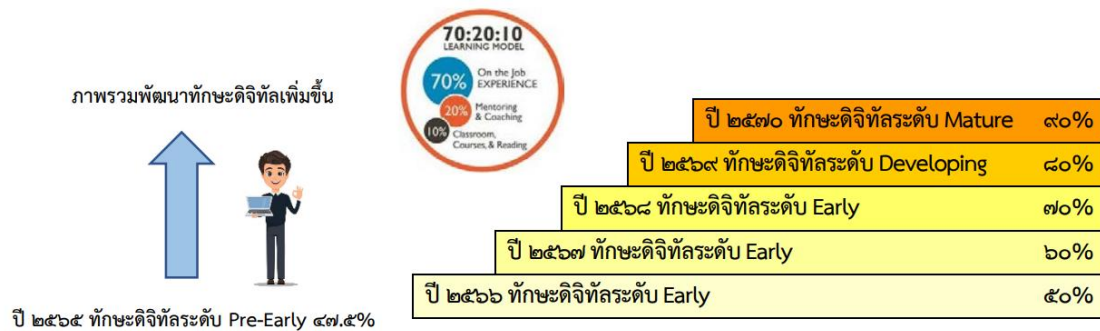 70:20:10
LEARNING MODEL
70%
On the Job
EXPERIENCE
20%
Mentoring
& Coaching
10%
Classroom,
Courses, & Reading
ภาพรวมพัฒนาทักษะดิจิทัลเพิ่มขึ้น
ปี ๒๕๗๐ ทักษะดิจิทัลระดับ Mature ๙๐%
ปี ๒๕๖๙ ทักษะดิจิทัลระดับ Developing ๘๐%
ปี ๒๕๖๘ ทักษะดิจิทัลระดับ Early ๗๐%
ปี ๒๕๖๗ ทักษะดิจิทัลระดับ Early ๖๐%
ปี ๒๕๖๖ ทักษะดิจิทัลระดับ Early ๕๐%
ปี ๒๕๖๕ ทักษะดิจิทัลระดับ Pre-Early ๔๗.๕%